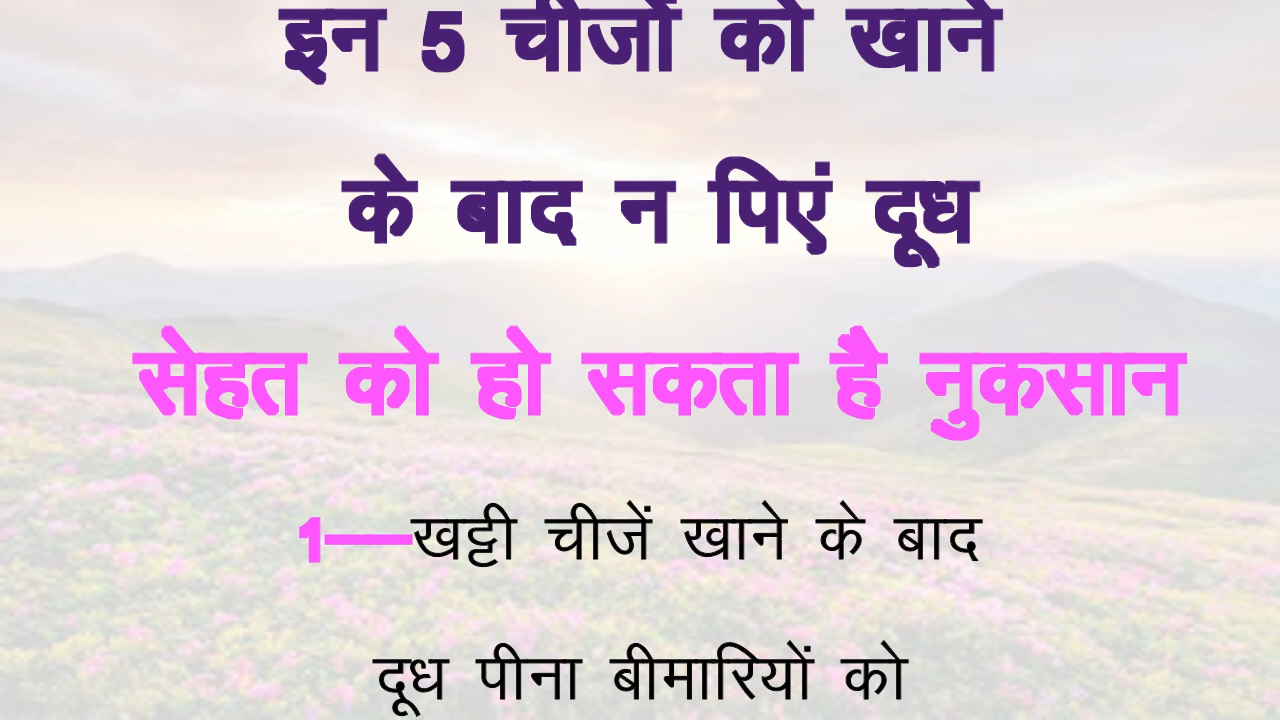 इन 5 चीजों को खाने
के बाद न पिएं दूध
सेहत को हो सकता है नुकसान
1—खट्टी चीजें खाने के बाद
दूध पीना बीमारियों को